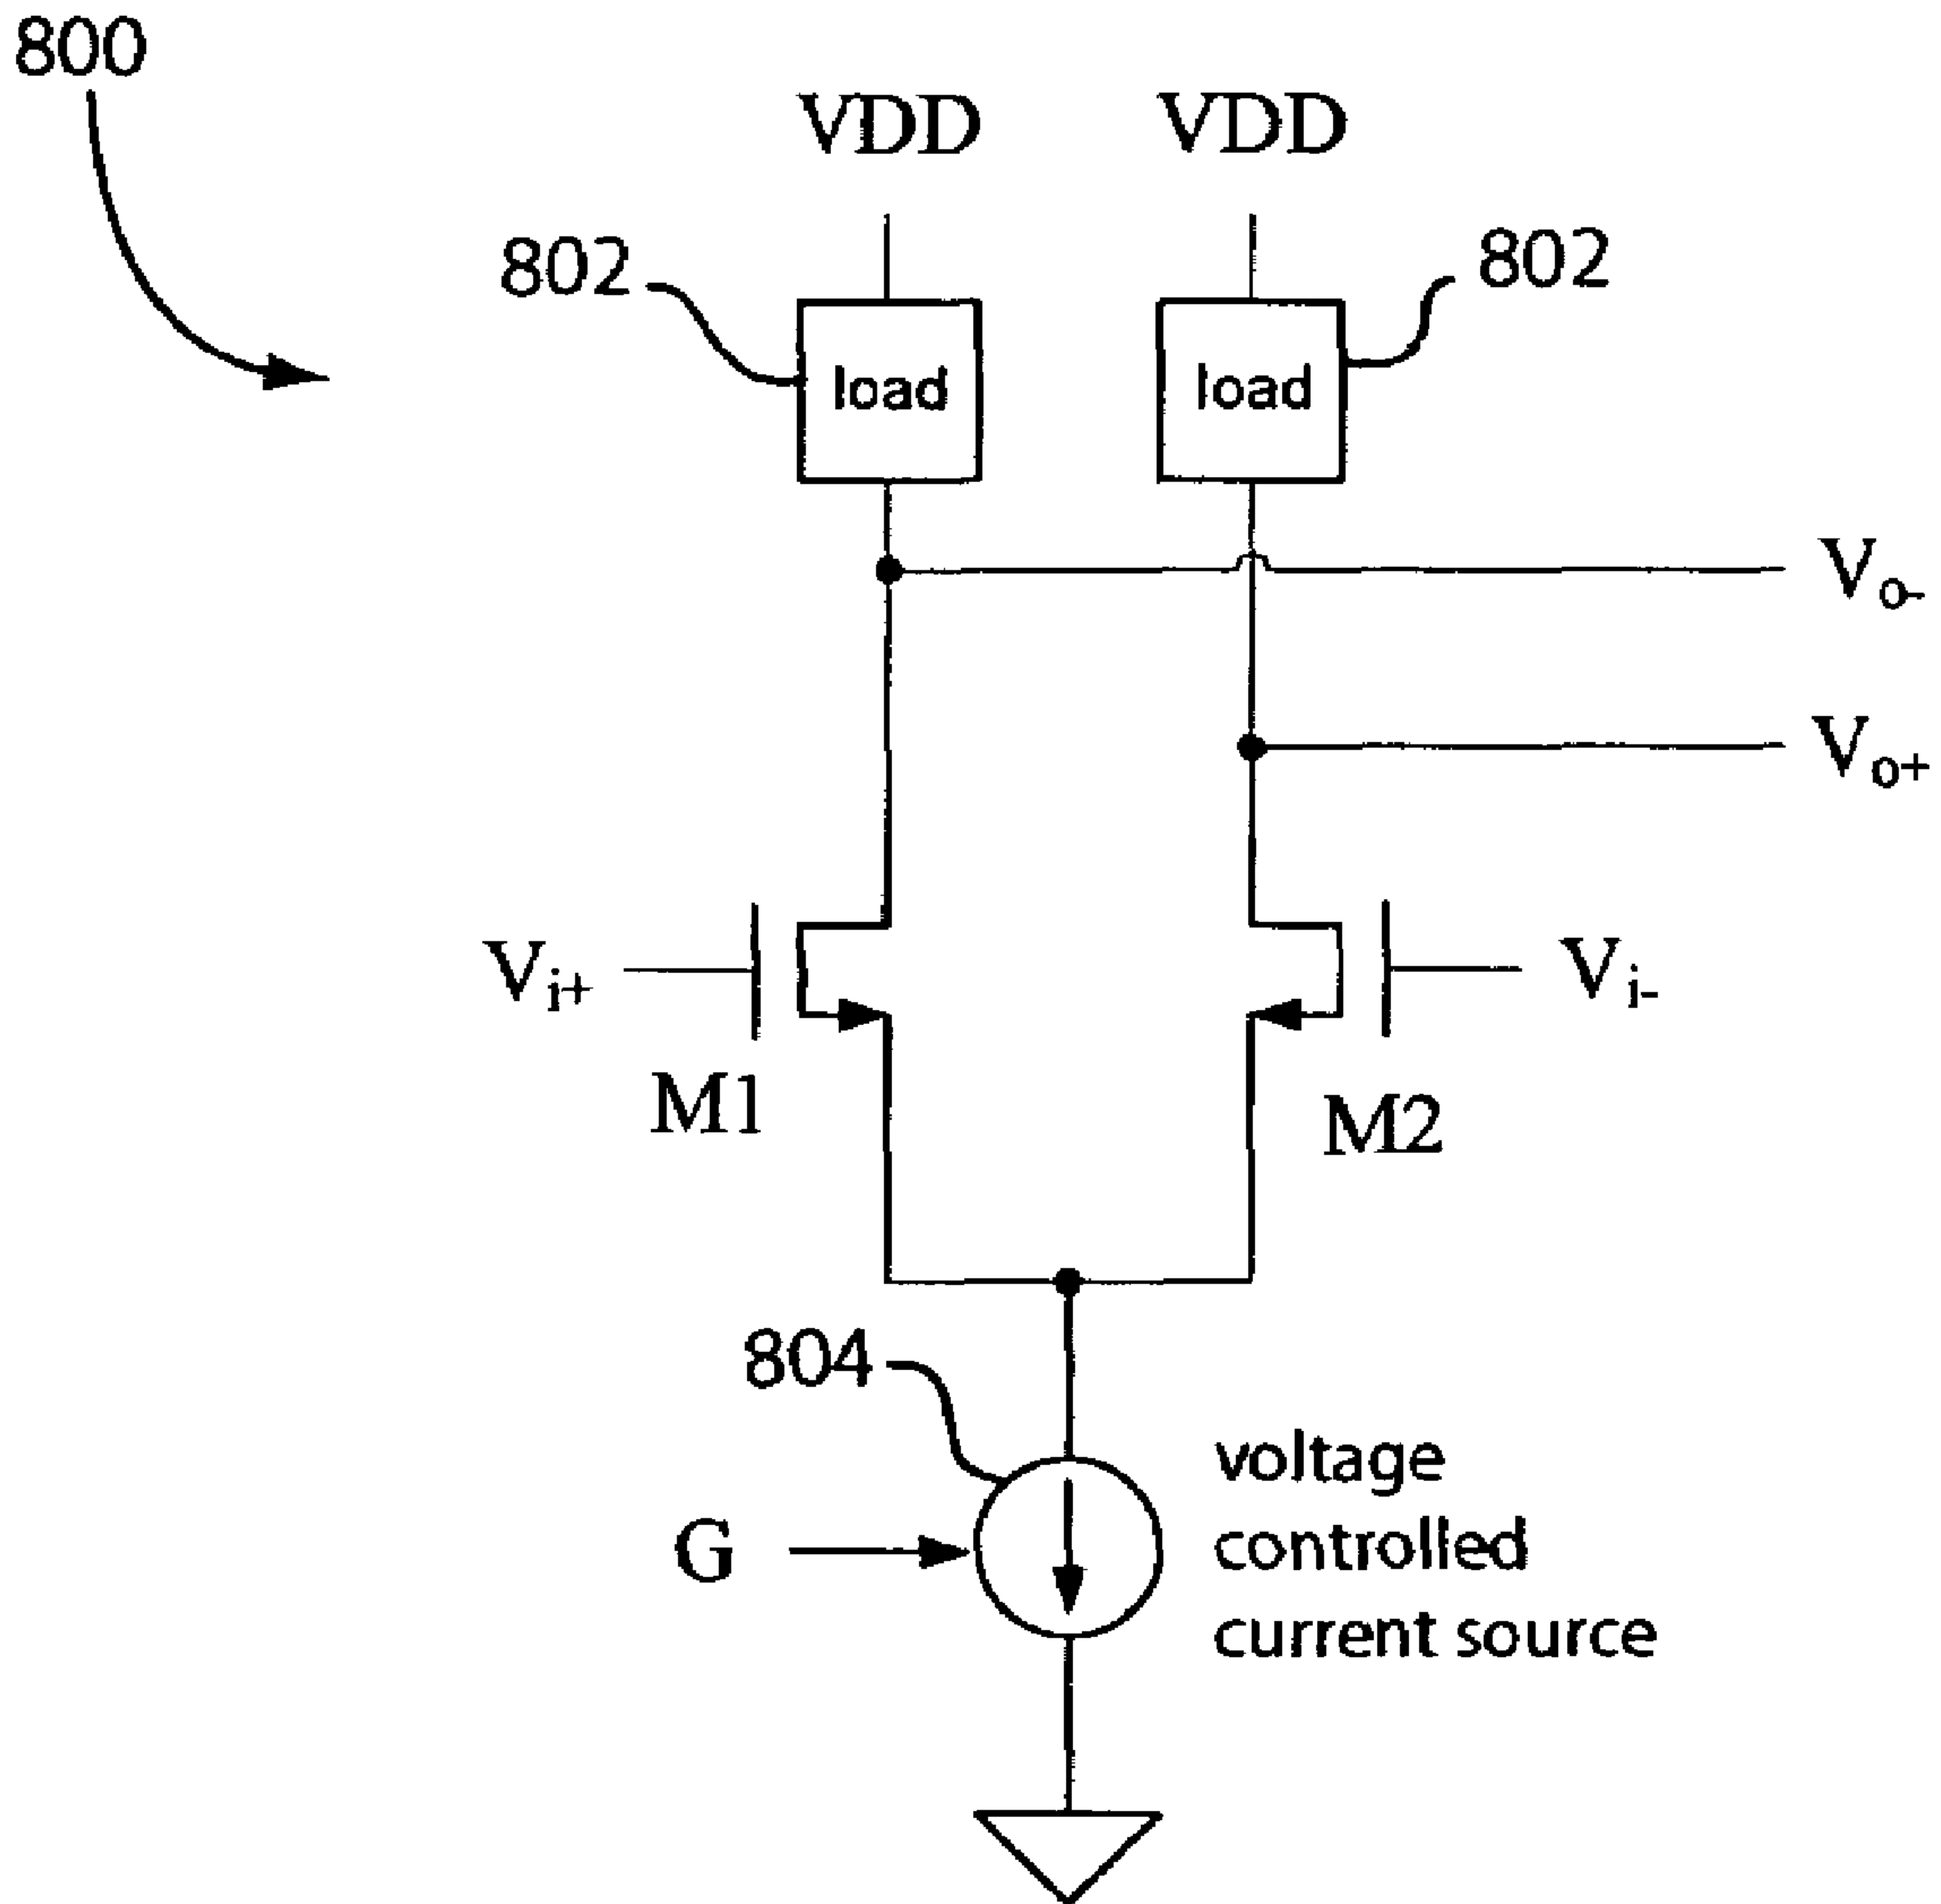 800
VDD VDD
802 802
load load
Vo-
Vo+
Vi+ Vi-
M1 M2
804
voltage
G controlled
current source